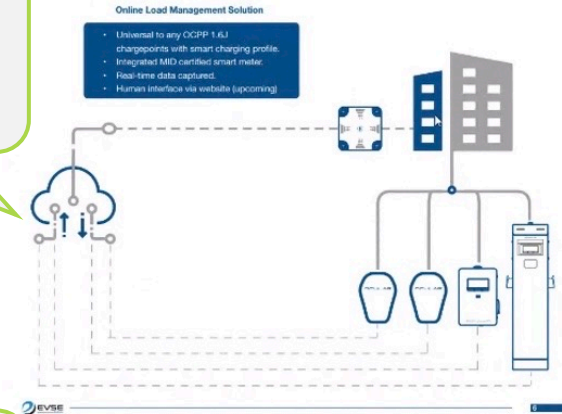 Online Load Management Solution
• Universal to any OCPP 1.6J
chargepoints with smart charging profile.
• Integrated MID certified smart meter.
• Real-time data captured.
• Human interface via website (upcoming)
EVSE
6